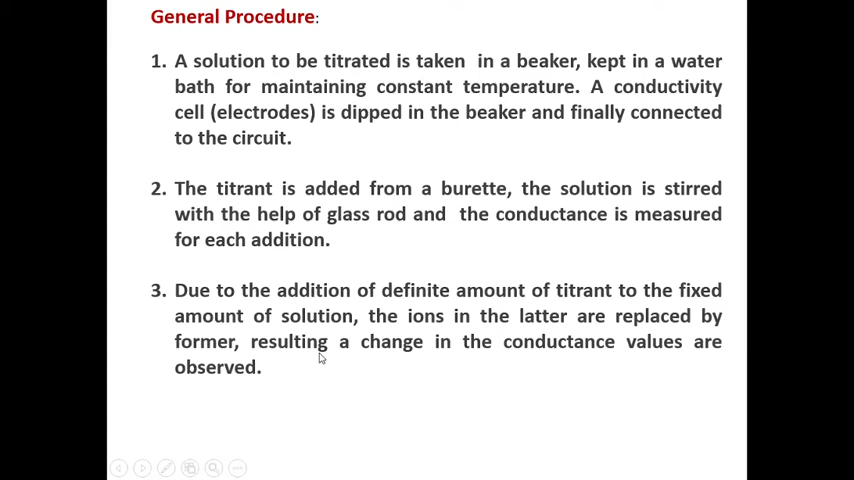 General Procedure:
1. A solution to be titrated is taken in a beaker, kept in a water
bath for maintaining constant temperature. A conductivity
cell (electrodes) is dipped in the beaker and finally connected
to the circuit.
2. The titrant is added from a burette, the solution is stirred
with the help of glass rod and the conductance is measured
for each addition.
3. Due to the addition of definite amount of titrant to the fixed
amount of solution, the ions in the latter are replaced by
former, resulting a change in the conductance values are
observed.